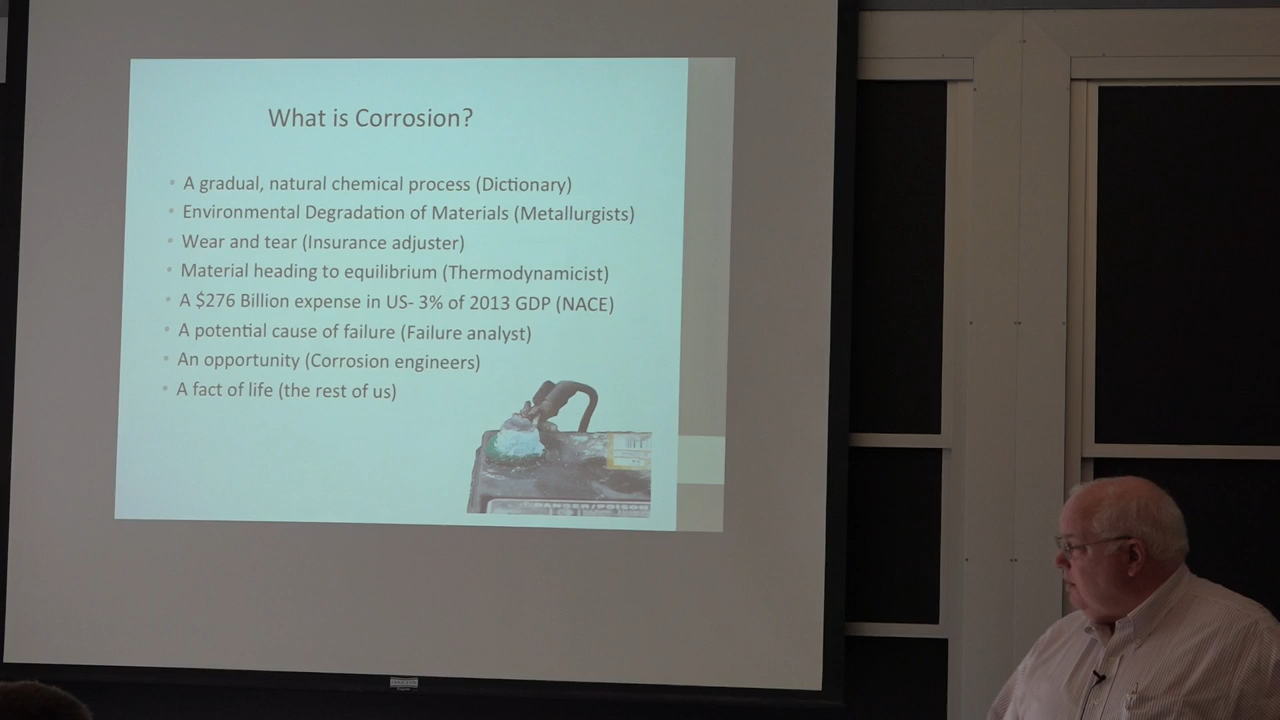 What is Corrosion?
• A gradual, natural chemical process (Dictionary)
• Environmental Degradation of Materials (Metallurgists)
• Wear and tear (Insurance adjuster)
• Material heading to equilibrium (Thermodynamicist)
• A $276 Billion expense in US- 3% of 2013 GDP (NACE)
• A potential cause of failure (Failure analyst)
• An opportunity (Corrosion engineers)
• A fact of life (the rest of us)
DANGER/POISON